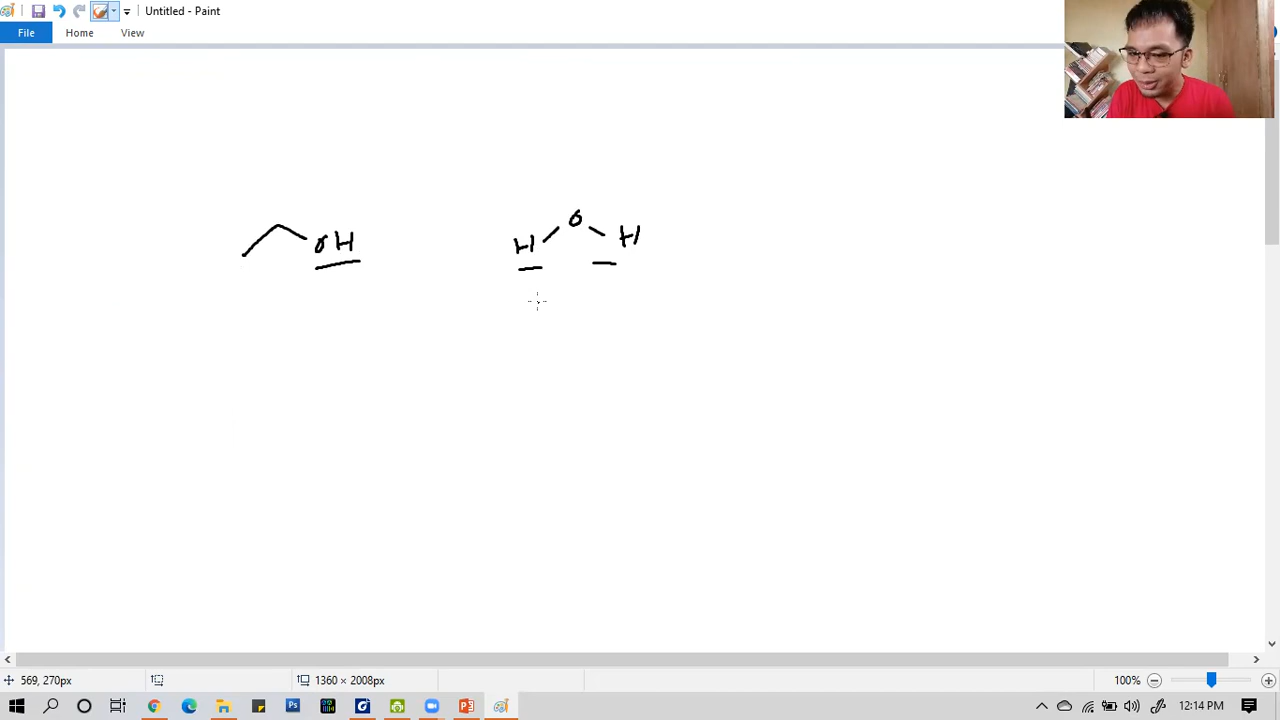 Untitled - Paint
File Home View
O
OH H H
569, 270px 1360 × 2008px 100%
12:14 PM